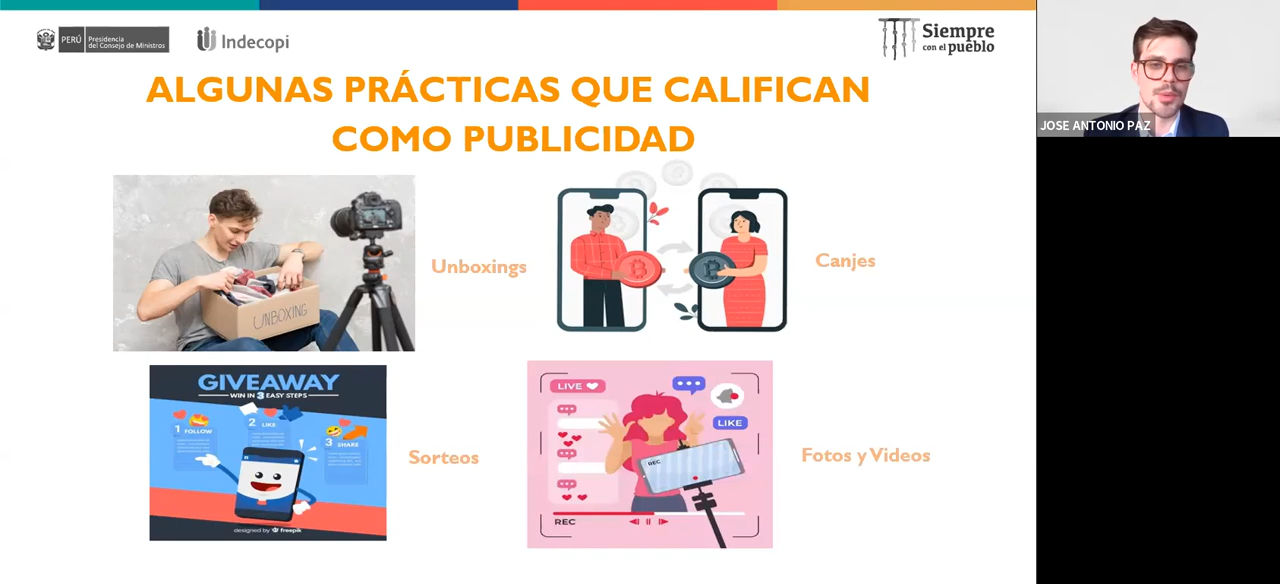 PERÚ
Presidencia
del Consejo de Ministros
Indecopi
Siempre
con el pueblo
JOSE ANTONIO PAZ
ALGUNAS PRÁCTICAS QUE CALIFICAN
COMO PUBLICIDAD
UNBOXING
Unboxings
Canjes
GIVEAWAY
WIN IN 3 EASY STEPS
1 FOLLOW
2 LIKE
3 SHARE
designed by freepik
Sorteos
LIVE
LIKE
REC
REC
Fotos y Videos